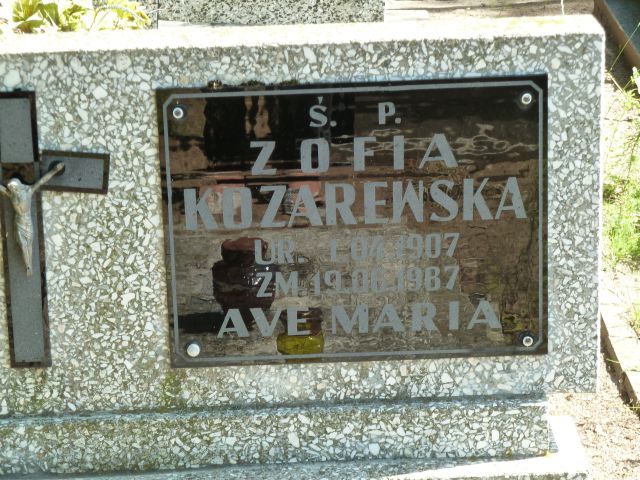 Ś. P.
ZOFIA
KOZAREWSKA
UR. 1.04.1907
ZM. 19.06.1987
AVE MARIA